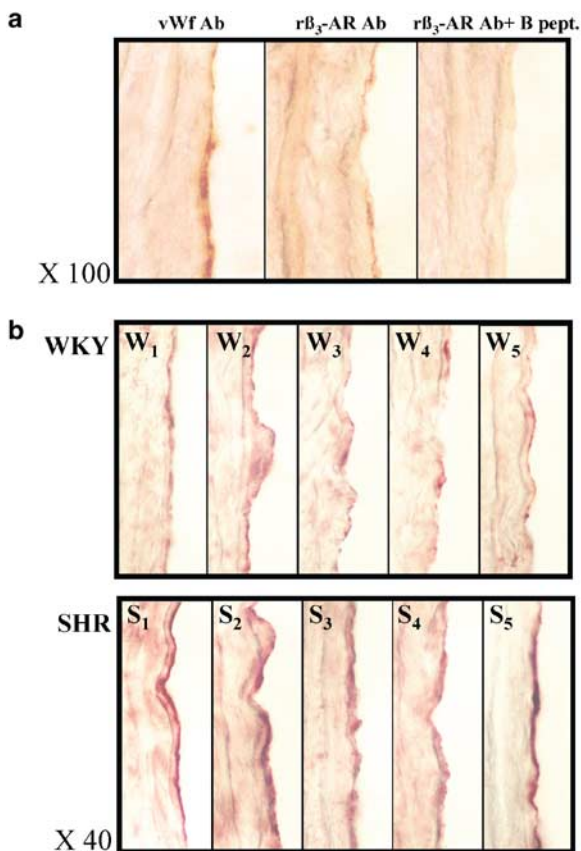 a
vWf Ab rß₃-AR Ab rß₃-AR Ab+ B pept.
X 100
b
WKY W₁ W₂ W₃ W₄ W₅
SHR S₁ S₂ S₃ S₄ S₅
X 40